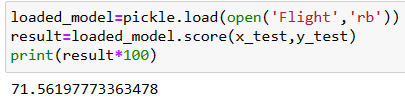 loaded_model=pickle.load(open('Flight','rb'))
result=loaded_model.score(x_test,y_test)
print(result*100)
71.56197773363478